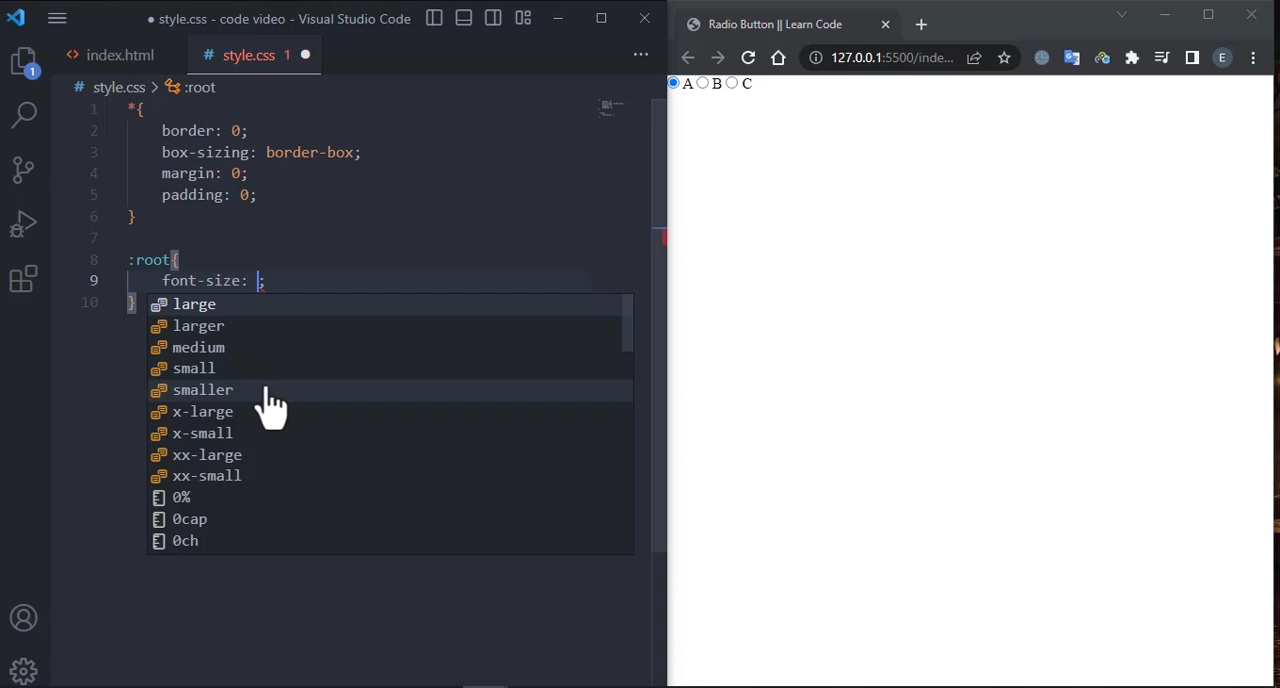 ● style.css - code video - Visual Studio Code
index.html
# style.css 1 ●
# style.css > :root
1 *{
2 border: 0;
3 box-sizing: border-box;
4 margin: 0;
5 padding: 0;
6 }
7
8 :root{
9 font-size: ;
10 }
large
larger
medium
small
smaller
x-large
x-small
xx-large
xx-small
0%
0cap
0ch
1
Radio Button || Learn Code
127.0.0.1:5500/inde...
E
A B C